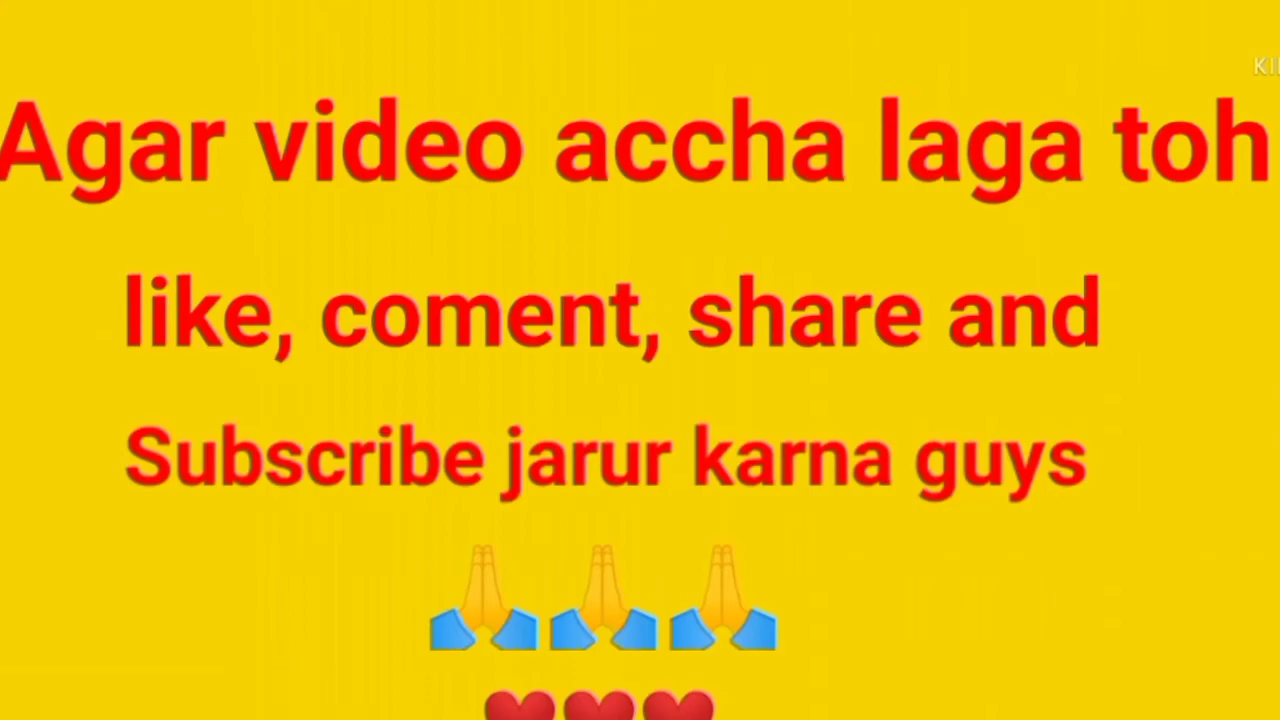 Agar video accha laga toh
like, coment, share and
Subscribe jarur karna guys
🙏🙏🙏
❤️❤️❤️